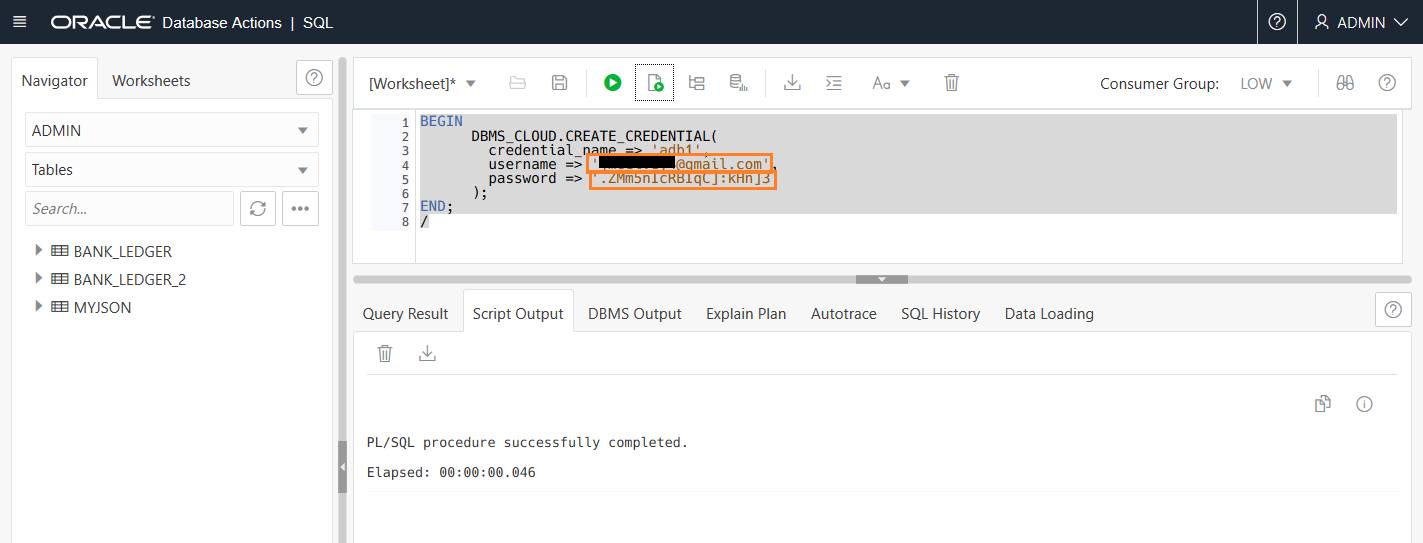 ORACLE Database Actions | SQL
ADMIN
Navigator
Worksheets
ADMIN
Tables
Search...
BANK_LEDGER
BANK_LEDGER_2
MYJSON
[Worksheet]*
Aa
Consumer Group:
LOW
1 BEGIN
2 DBMS_CLOUD.CREATE_CREDENTIAL(
3 credential_name => 'adb1',
4 username => ' @gmail.com',
5 password =>
6 );
7 END;
8 /
Query Result
Script Output
DBMS Output
Explain Plan
Autotrace
SQL History
Data Loading
PL/SQL procedure successfully completed.
Elapsed: 00:00:00.046